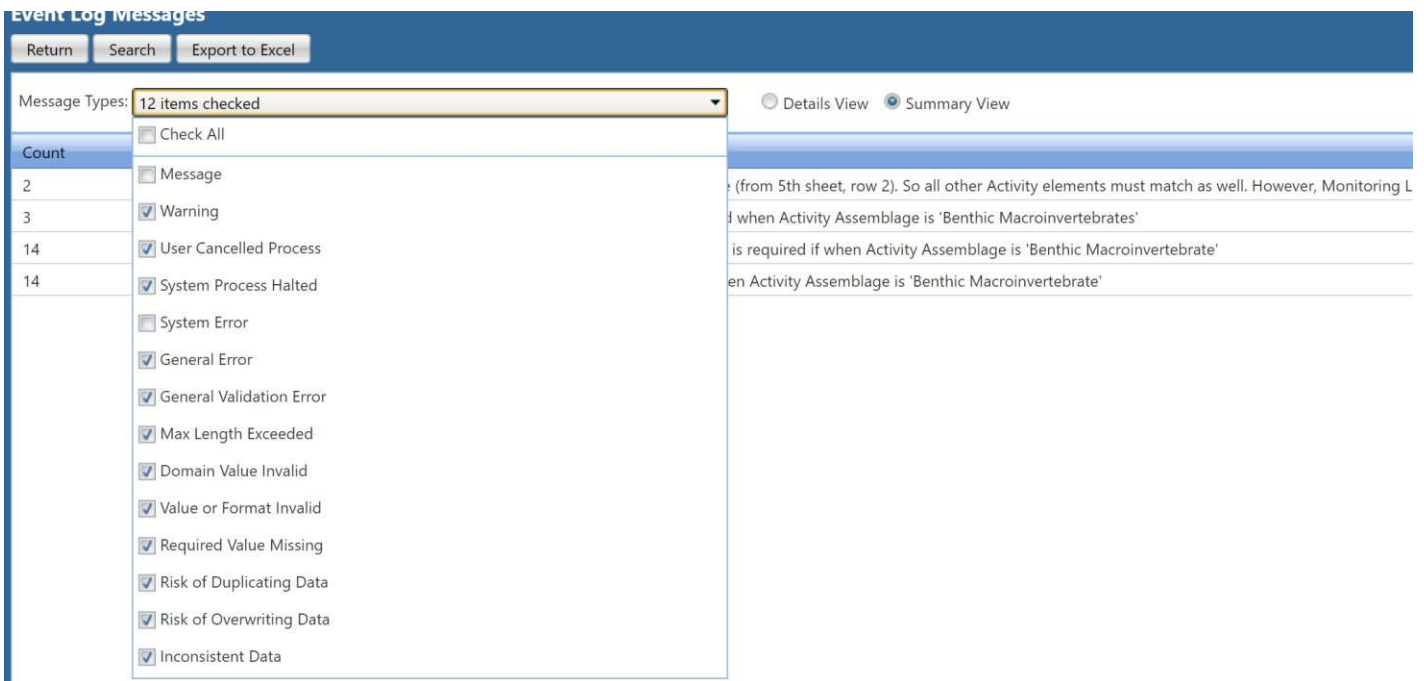 Event Log Messages
Return Search Export to Excel
Message Types: 12 items checked Details View Summary View
Check All
Count
Message
2 (from 5th sheet, row 2). So all other Activity elements must match as well. However, Monitoring L
Warning
3 when Activity Assemblage is 'Benthic Macroinvertebrates'
User Cancelled Process
14 is required if when Activity Assemblage is 'Benthic Macroinvertebrate'
System Process Halted
14 en Activity Assemblage is 'Benthic Macroinvertebrate'
System Error
General Error
General Validation Error
Max Length Exceeded
Domain Value Invalid
Value or Format Invalid
Required Value Missing
Risk of Duplicating Data
Risk of Overwriting Data
Inconsistent Data